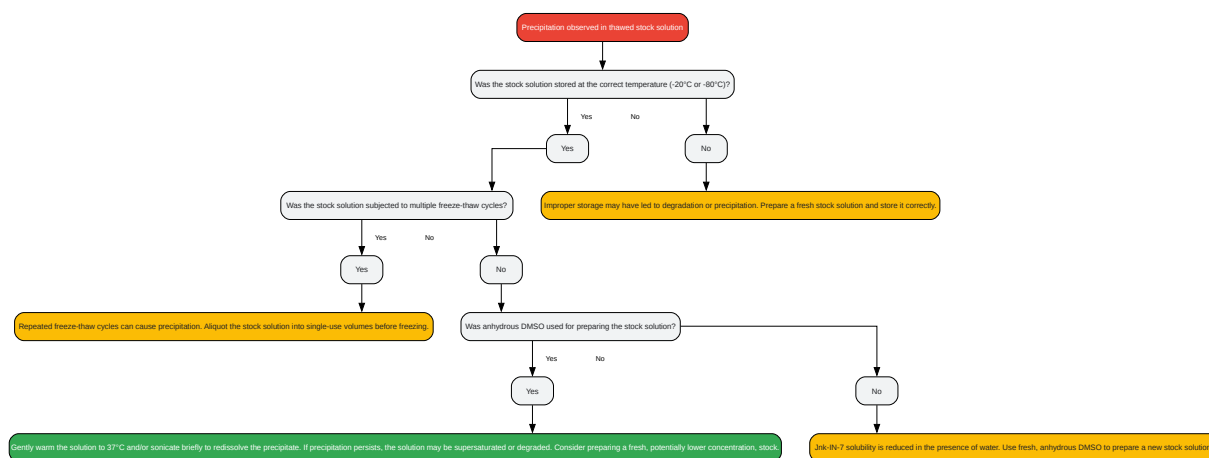 Precipitation observed in thawed stock solution
Was the stock solution stored at the correct temperature (-20°C or -80°C)?
Yes
No
Yes
No
Was the stock solution subjected to multiple freeze-thaw cycles?
Improper storage may have led to degradation or precipitation. Prepare a fresh stock solution and store it correctly.
Yes
No
Yes
No
Repeated freeze-thaw cycles can cause precipitation. Aliquot the stock solution into single-use volumes before freezing.
Was anhydrous DMSO used for preparing the stock solution?
Yes
No
Yes
No
Gently warm the solution to 37°C and/or sonicate briefly to redissolve the precipitate. If precipitation persists, the solution may be supersaturated or degraded. Consider preparing a fresh, potentially lower concentration, stock.
Jnk-IN-7 solubility is reduced in the presence of water. Use fresh, anhydrous DMSO to prepare a new stock solution